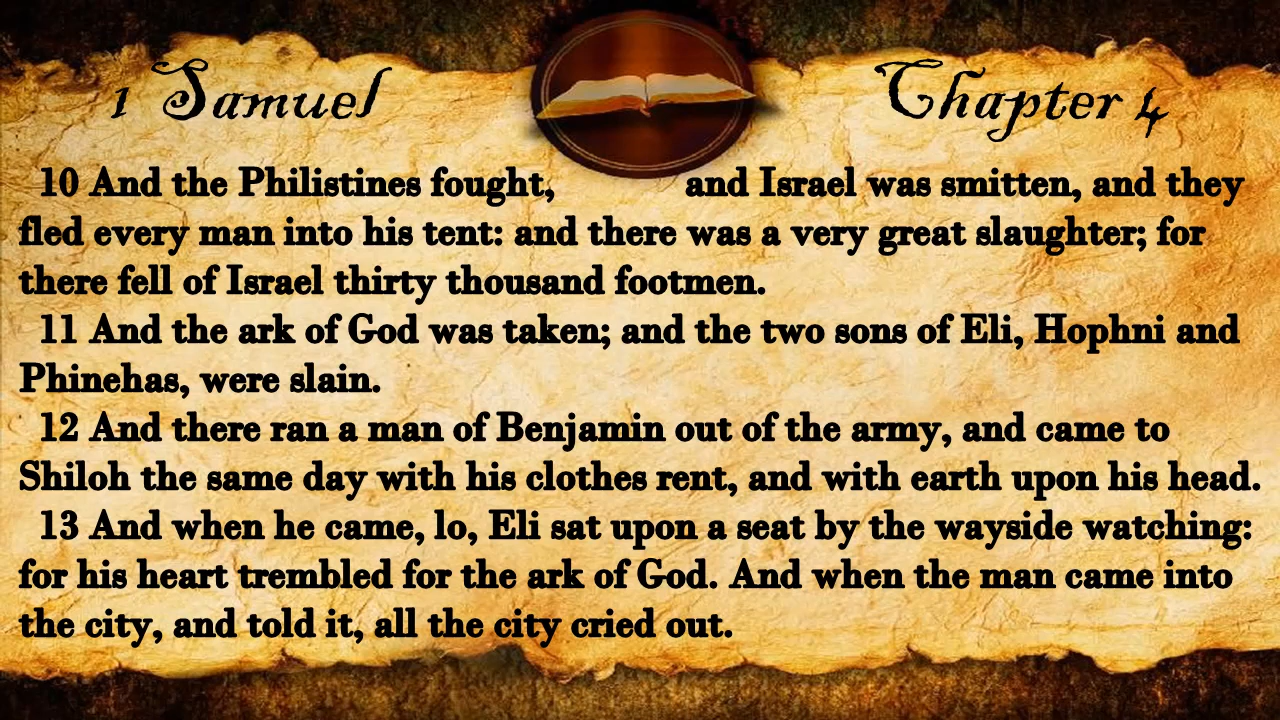 1 Samuel
Chapter 4
10 And the Philistines fought, and Israel was smitten, and they
fled every man into his tent: and there was a very great slaughter; for
there fell of Israel thirty thousand footmen.
11 And the ark of God was taken; and the two sons of Eli, Hophni and
Phinehas, were slain.
12 And there ran a man of Benjamin out of the army, and came to
Shiloh the same day with his clothes rent, and with earth upon his head.
13 And when he came, lo, Eli sat upon a seat by the wayside watching:
for his heart trembled for the ark of God. And when the man came into
the city, and told it, all the city cried out.